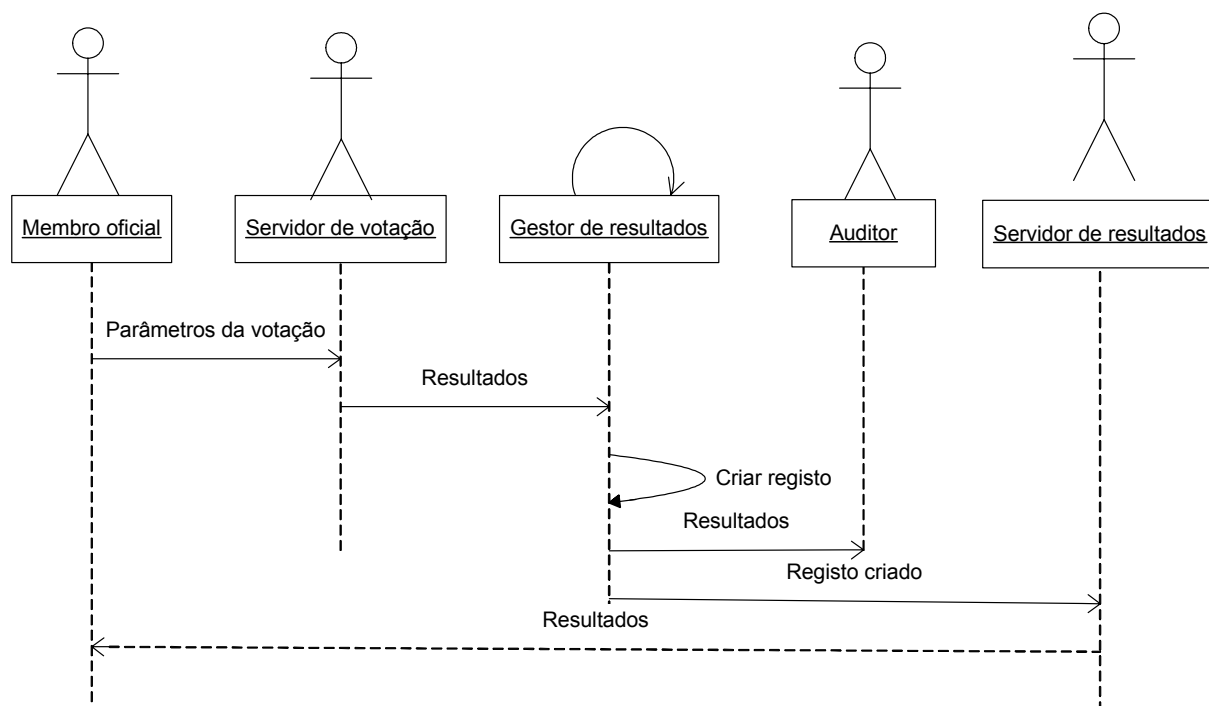 Membro oficial
Servidor de votação
Gestor de resultados
Auditor
Servidor de resultados
Parâmetros da votação
Resultados
Criar registo
Resultados
Registo criado
Resultados